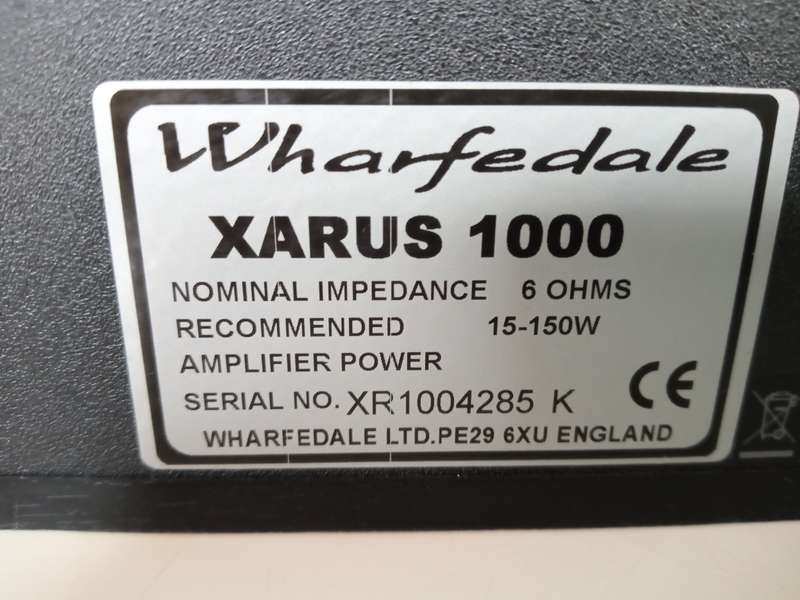 Wharfedale
XARUS 1000
NOMINAL IMPEDANCE 6 OHMS
RECOMMENDED 15-150W
AMPLIFIER POWER
SERIAL NO. XR1004285 K
CE
WHARFEDALE LTD.PE29 6XU ENGLAND